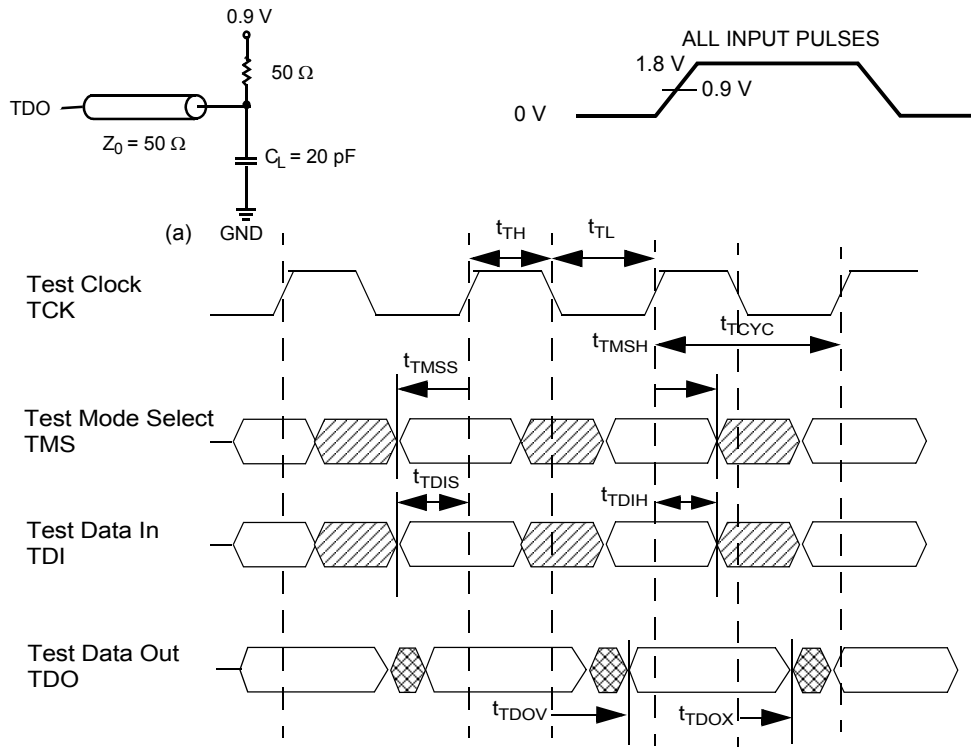 0.9 V
50 Ω
TDO
Z0 = 50 Ω
CL = 20 pF
(a)
GND
ALL INPUT PULSES
1.8 V
0.9 V
0 V
tTH
tTL
Test Clock
TCK
tTCYC
tTMSH
tTMSS
Test Mode Select
TMS
tTDIS
tTDIH
Test Data In
TDI
Test Data Out
TDO
tTDOV
tTDOX